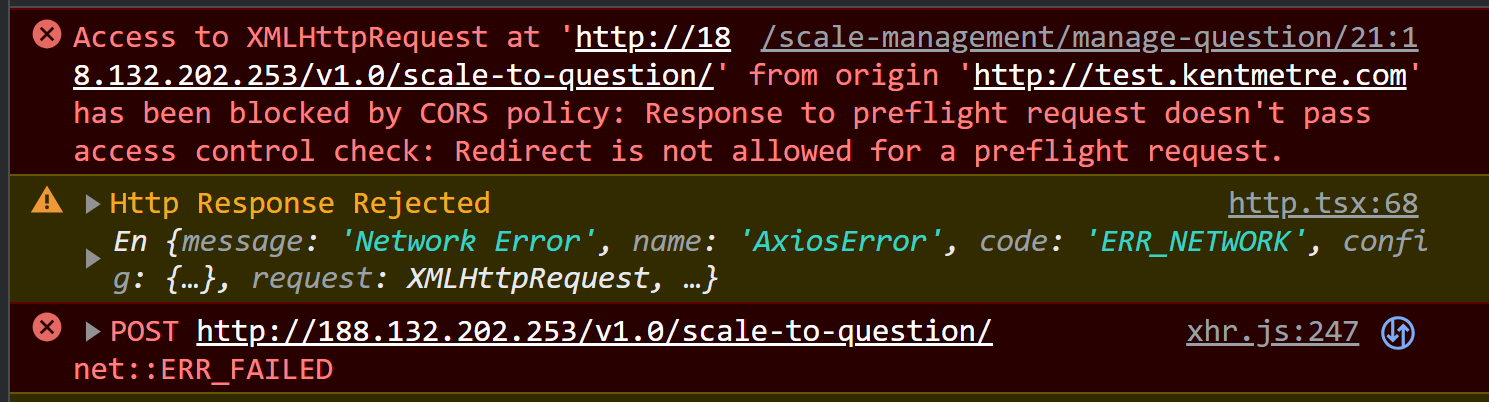 Access to XMLHttpRequest at 'http://18 /scale-management/manage-question/21:1
8.132.202.253/v1.0/scale-to-question/' from origin 'http://test.kentmetre.com'
has been blocked by CORS policy: Response to preflight request doesn't pass
access control check: Redirect is not allowed for a preflight request.
Http Response Rejected http.tsx:68
En {message: 'Network Error', name: 'AxiosError', code: 'ERR_NETWORK', confi
g: {…}, request: XMLHttpRequest, …}
POST http://188.132.202.253/v1.0/scale-to-question/ xhr.js:247
net::ERR_FAILED